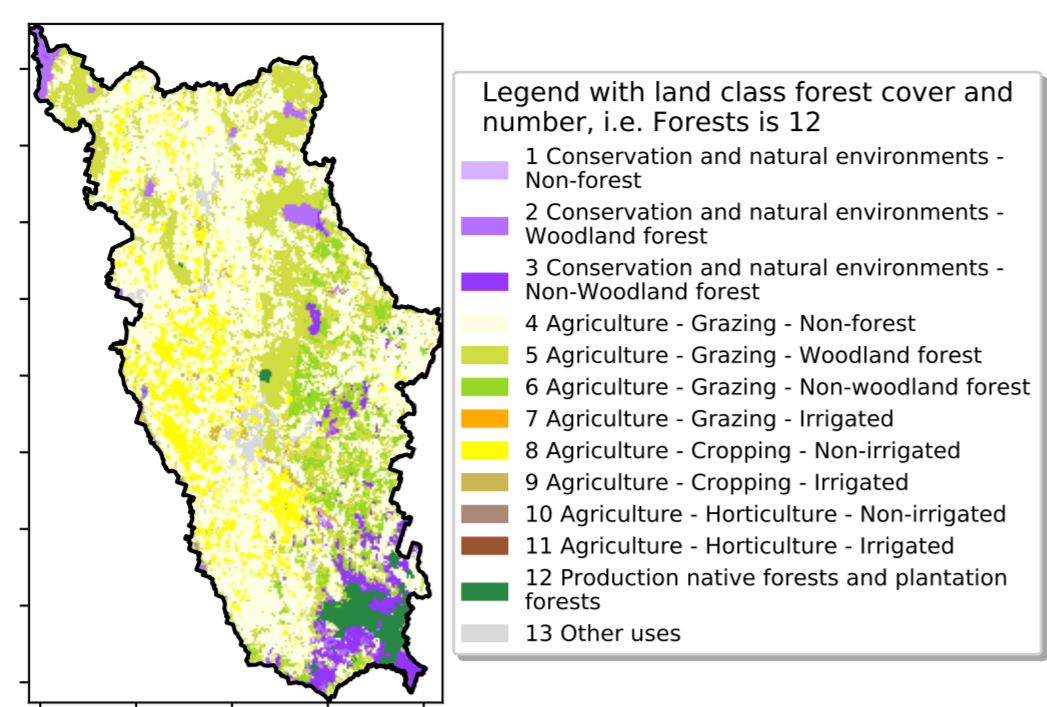 Legend with land class forest cover and
number, i.e. Forests is 12
1 Conservation and natural environments -
Non-forest
2 Conservation and natural environments -
Woodland forest
3 Conservation and natural environments -
Non-Woodland forest
4 Agriculture - Grazing - Non-forest
5 Agriculture - Grazing - Woodland forest
6 Agriculture - Grazing - Non-woodland forest
7 Agriculture - Grazing - Irrigated
8 Agriculture - Cropping - Non-irrigated
9 Agriculture - Cropping - Irrigated
10 Agriculture - Horticulture - Non-irrigated
11 Agriculture - Horticulture - Irrigated
12 Production native forests and plantation
forests
13 Other uses